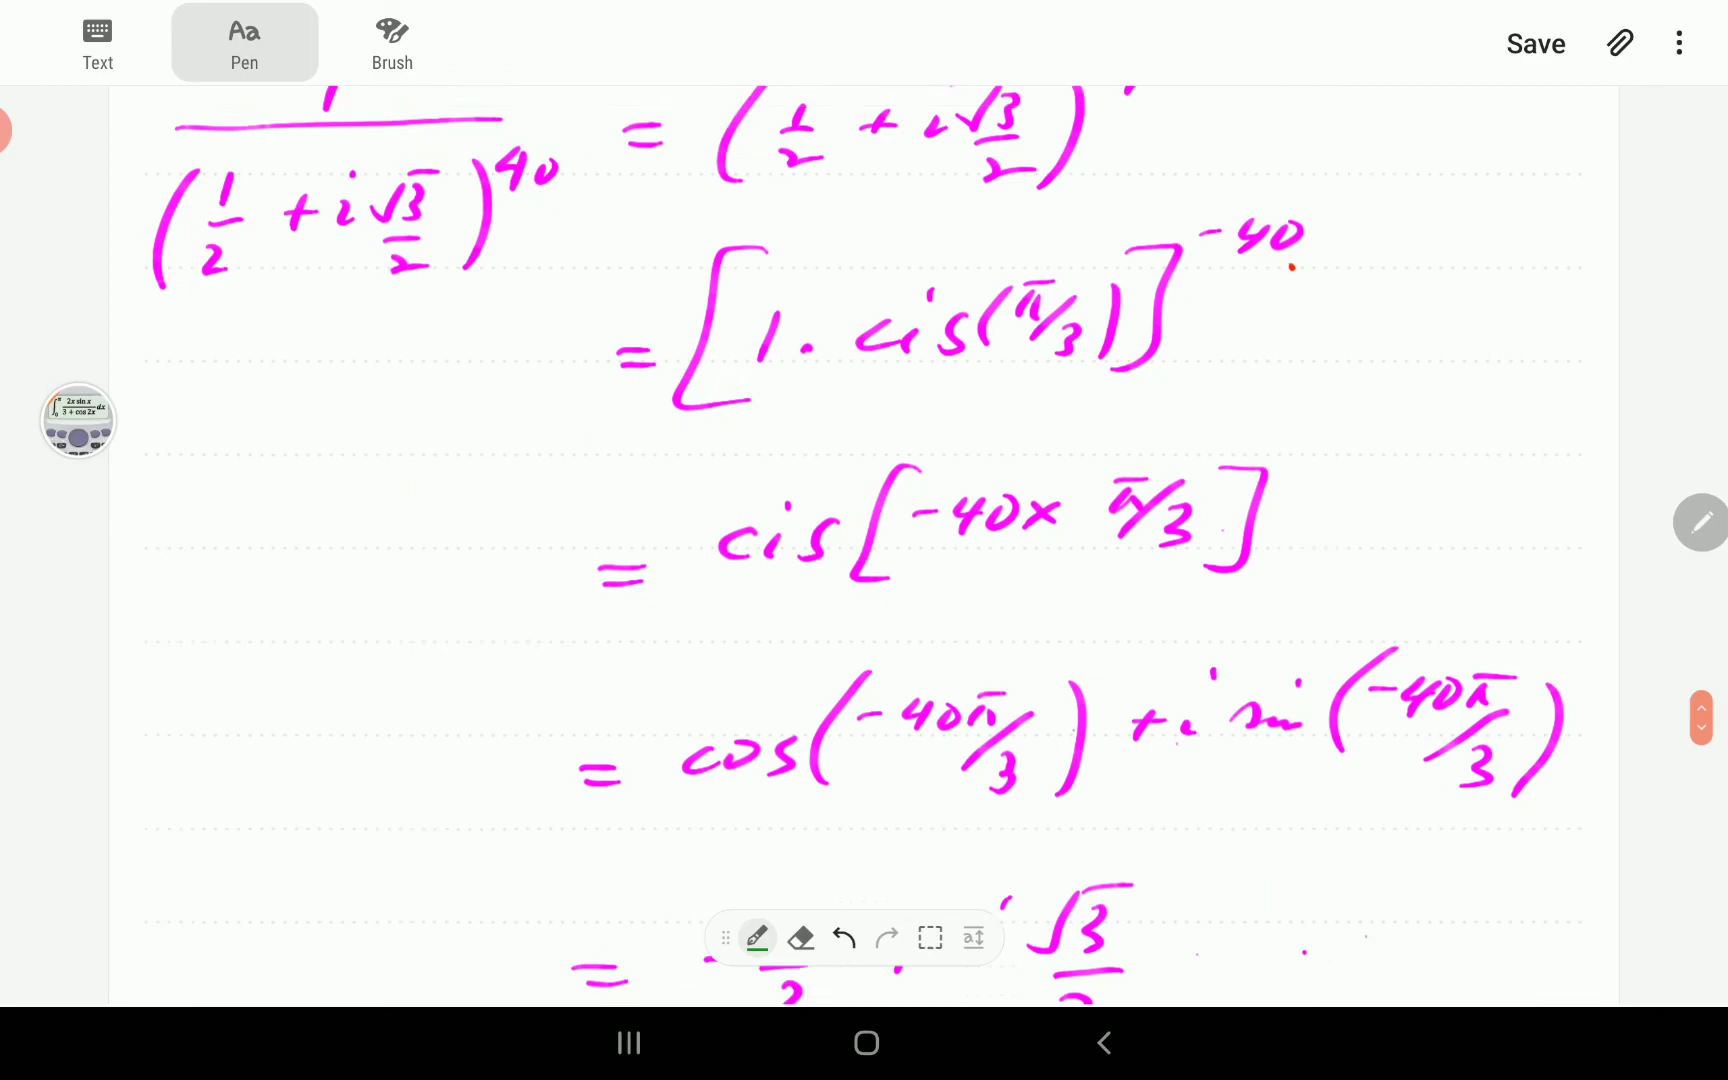 Text Pen Brush Save
1/(1/2 + i√3/2)^40 = (1/2 + i√3/2)
= [1. cis(π/3)]^-40
= cis[-40 x π/3]
= cos(-40π/3) + i sin(-40π/3)
= √3